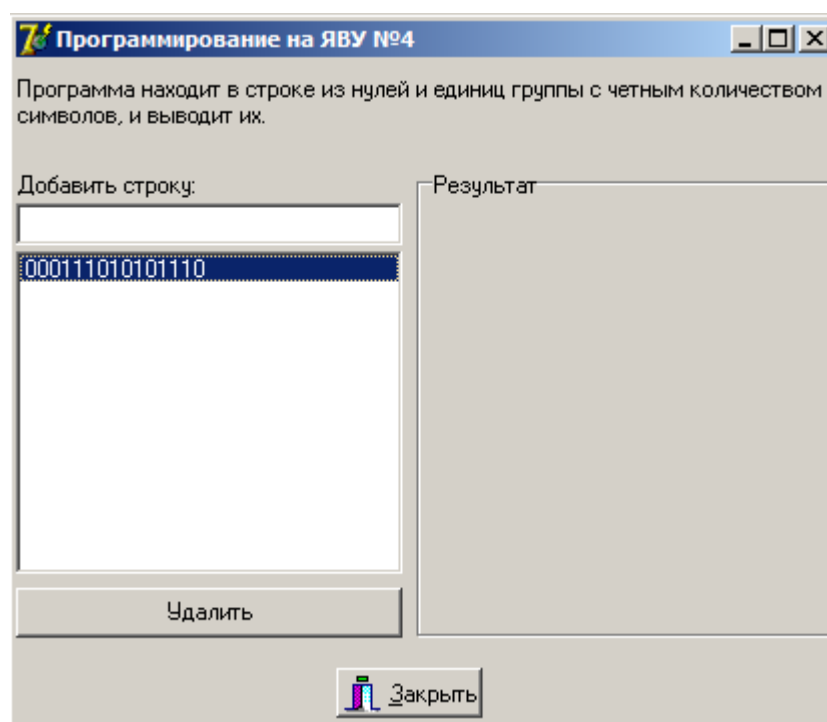 Программирование на ЯВУ №4
Программа находит в строке из нулей и единиц группы с четным количеством
символов, и выводит их.
Добавить строку:
Результат
000111010101110
Удалить
Закрыть